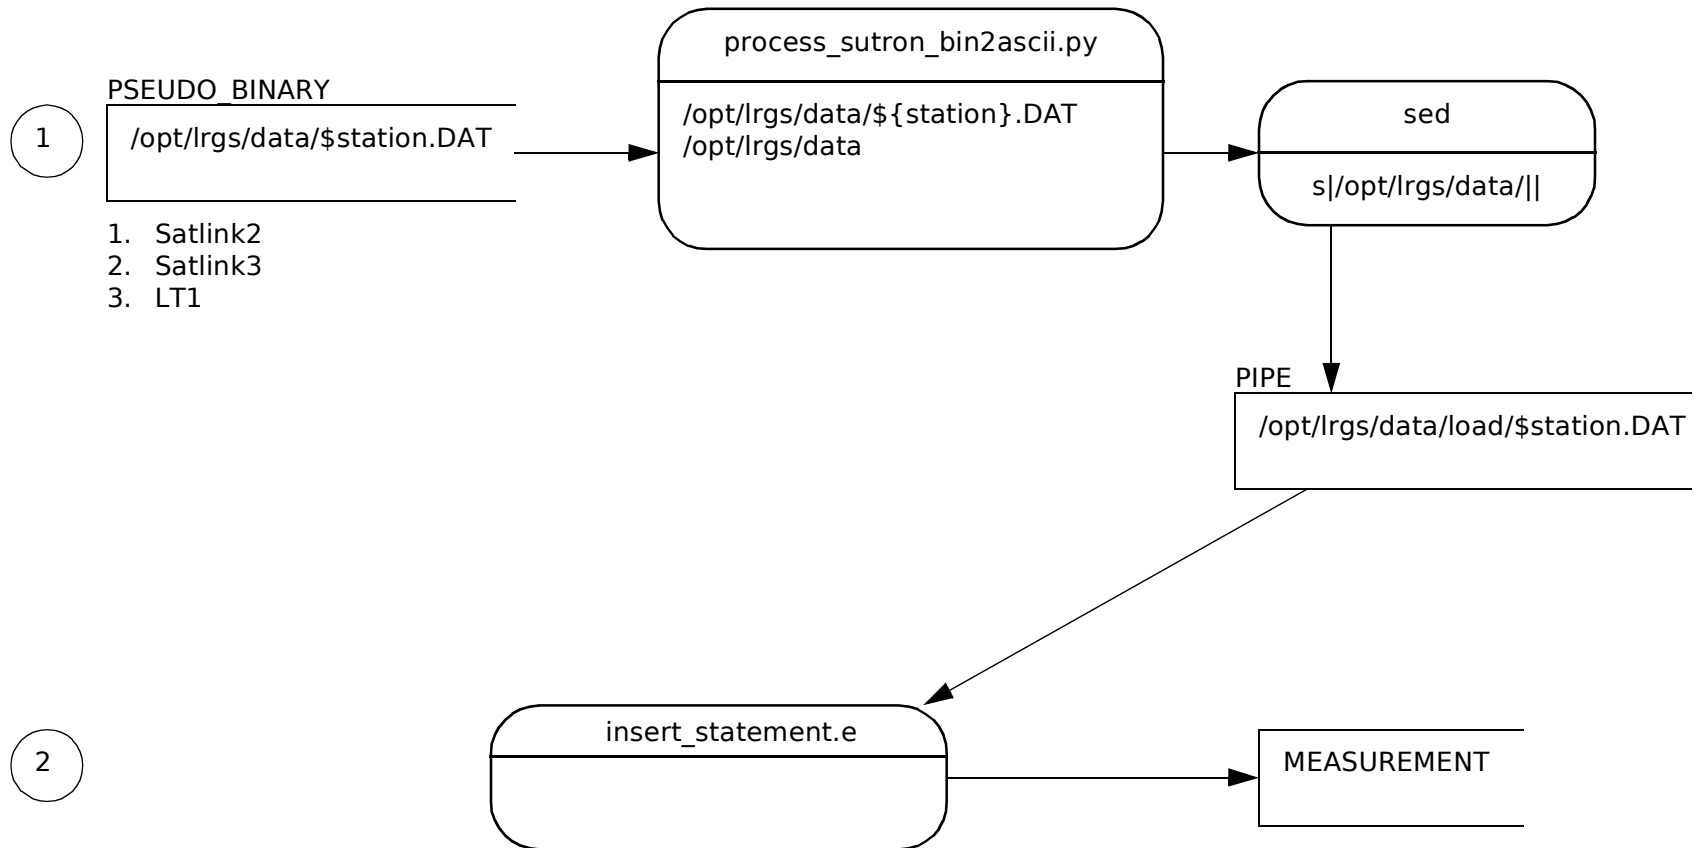 process_sutron_bin2ascii.py
PSEUDO_BINARY
1
/opt/lrgs/data/$station.DAT
/opt/lrgs/data/${station}.DAT
/opt/lrgs/data
sed
s|/opt/lrgs/data/||
1. Satlink2
2. Satlink3
3. LT1
PIPE
/opt/lrgs/data/load/$station.DAT
2
insert_statement.e
MEASUREMENT